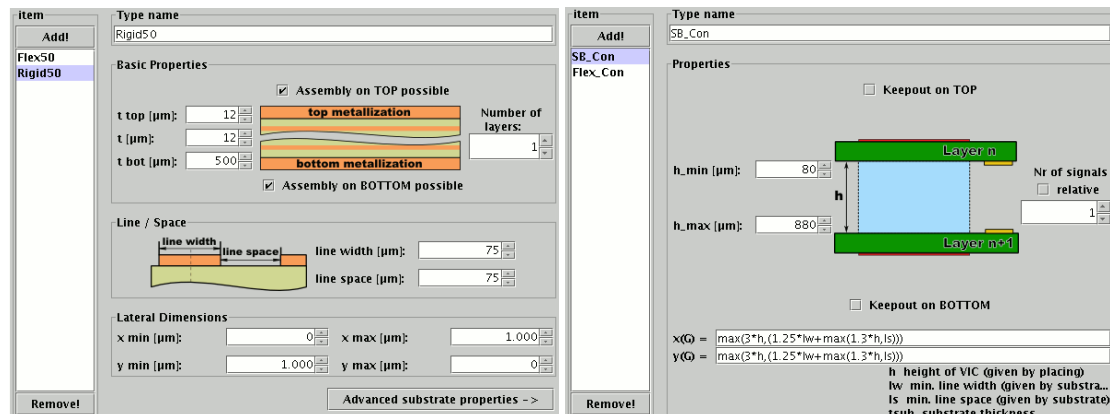 item
Add!
Flex50
Rigid50
Remove!
Type name
Rigid50
Basic Properties
Assembly on TOP possible
t top [µm]: 12
t [µm]: 12
t bot [µm]: 500
top metallization
bottom metallization
Number of
layers:
1
Assembly on BOTTOM possible
Line / Space
line width
line space
line width [µm]: 75
line space [µm]: 75
Lateral Dimensions
x min [µm]: 0 x max [µm]: 1.000
y min [µm]: 1.000 y max [µm]: 0
Advanced substrate properties ->
item
Add!
SB_Con
Flex_Con
Remove!
Type name
SB_Con
Properties
Keepout on TOP
h_min [µm]: 80
h_max [µm]: 880
Layer n
h
Layer n+1
Nr of signals
relative
1
Keepout on BOTTOM
x(G) = max(3*h,(1.25*lw+max(1.3*h,ls)))
y(G) = max(3*h,(1.25*lw+max(1.3*h,ls)))
h height of VIC (given by placing)
lw min. line width (given by substra...
ls min. line space (given by substrate)
tsub substrate thickness